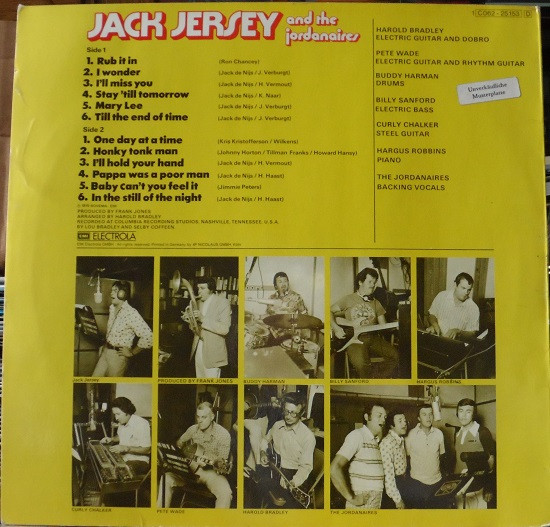 JACK JERSEY and the
jordanaires
1C 062-25 153
Side 1
1. Rub it in (Run Chancey)
2. I wonder (Jack de Nijs / J. Verburgt)
3. I'll miss you (Jack de Nijs / H. Vermout)
4. Stay 'till tomorrow (Jack de Nijs / K. Naar)
5. Mary Lee (Jack de Nijs / J. Verburgt)
6. Till the end of time (Jack de Nijs / J. Verburgt)
Side 2
1. One day at a time (Kris Kristofferson / Wilkens)
2. Honky tonk man (Johnny Horton / Tillman Franks / Howard Hansy)
3. I'll hold your hand (Jack de Nijs / H. Vermout)
4. Pappa was a poor man (Jack de Nijs / H. Haast)
5. Baby can't you feel it (Jimmie Peters)
6. In the still of the night (Jack de Nijs / H. Haast)
PRODUCED BY FRANK JONES
ARRANGED BY HAROLD BRADLEY
RECORDED AT COLUMBIA RECORDING STUDIOS, NASHVILLE, TENNESSEE, U.S.A.
BY LOU BRADLEY AND SELBY COFFEEN.
EMI ELECTROLA
HAROLD BRADLEY
ELECTRIC GUITAR AND DOBRO
PETE WADE
ELECTRIC GUITAR AND RHYTHM GUITAR
BUDDY HARMAN
DRUMS
BILLY SANFORD
ELECTRIC BASS
CURLY CHALKER
STEEL GUITAR
HARGUS ROBBINS
PIANO
THE JORDANAIRES
BACKING VOCALS
Unverkäufliche
Musterplatte
JACK JERSEY
PRODUCED BY FRANK JONES
BUDDY HARMAN
BILLY SANFORD
HARGUS ROBBINS
CURLY CHALKER
PETE WADE
HAROLD BRADLEY
THE JORDANAIRES